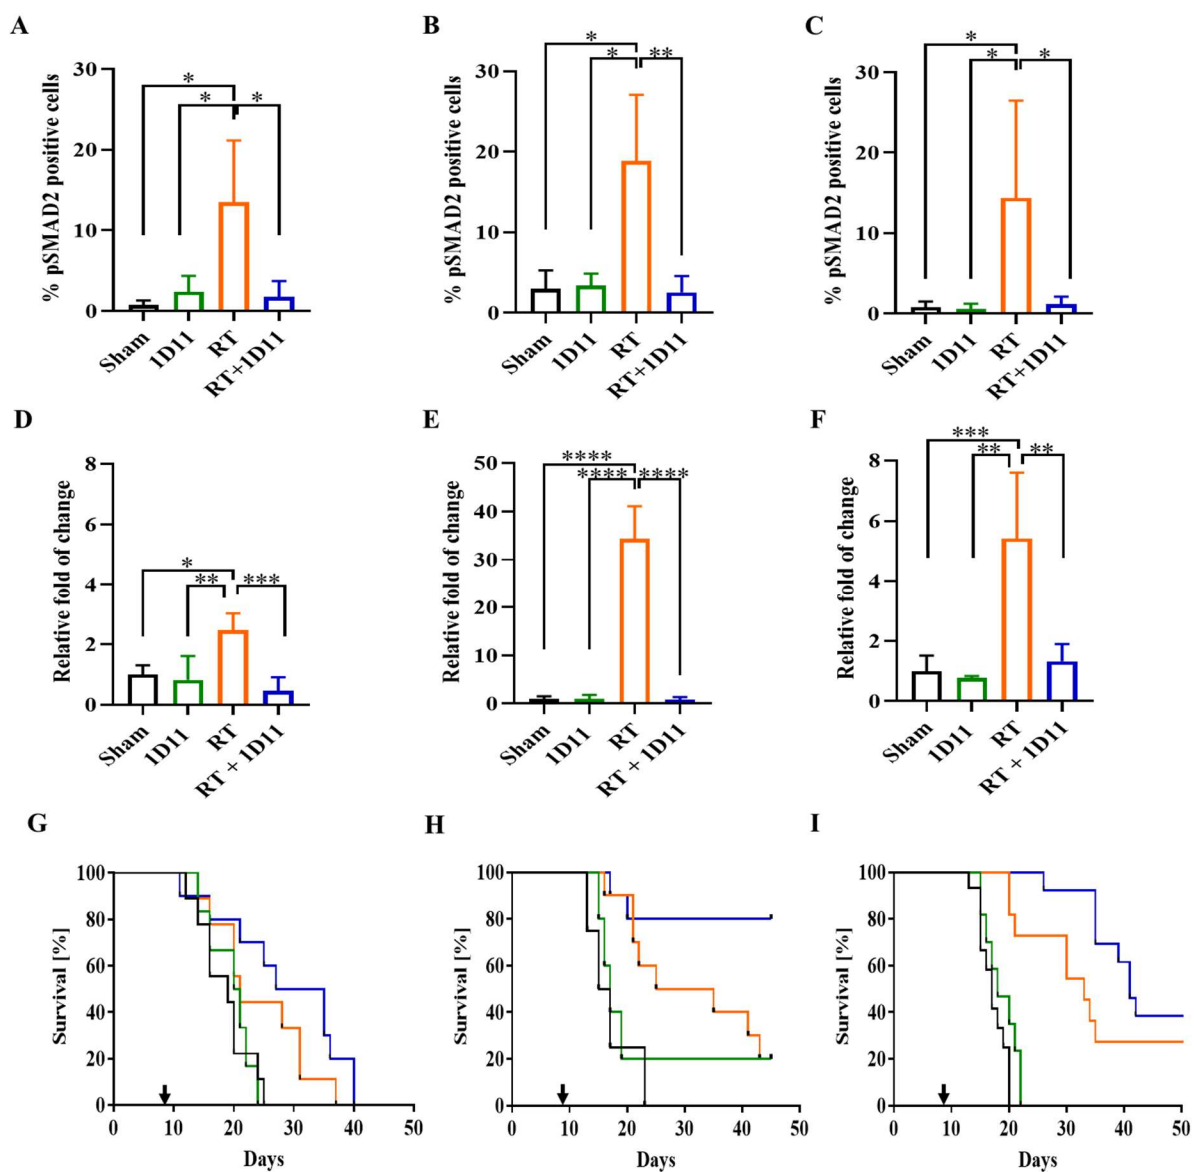 A
B
C
% pSMAD2 positive cells
30
20
10
0
*
*
*
Sham
1D11
RT
RT+1D11
% pSMAD2 positive cells
30
20
10
0
*
*
**
Sham
1D11
RT
RT+1D11
% pSMAD2 positive cells
30
20
10
0
*
*
*
Sham
1D11
RT
RT+1D11
D
E
F
Relative fold of change
8
6
4
2
0
*
**
***
Sham
1D11
RT
RT + 1D11
Relative fold of change
50
40
30
20
10
0
****
****
****
Sham
1D11
RT
RT + 1D11
Relative fold of change
8
6
4
2
0
***
**
**
Sham
1D11
RT
RT + 1D11
G
H
I
Survival [%]
100
80
60
40
20
0
0 10 20 30 40 50
Days
Survival [%]
100
80
60
40
20
0
0 10 20 30 40 50
Days
Survival [%]
100
80
60
40
20
0
0 10 20 30 40 50
Days